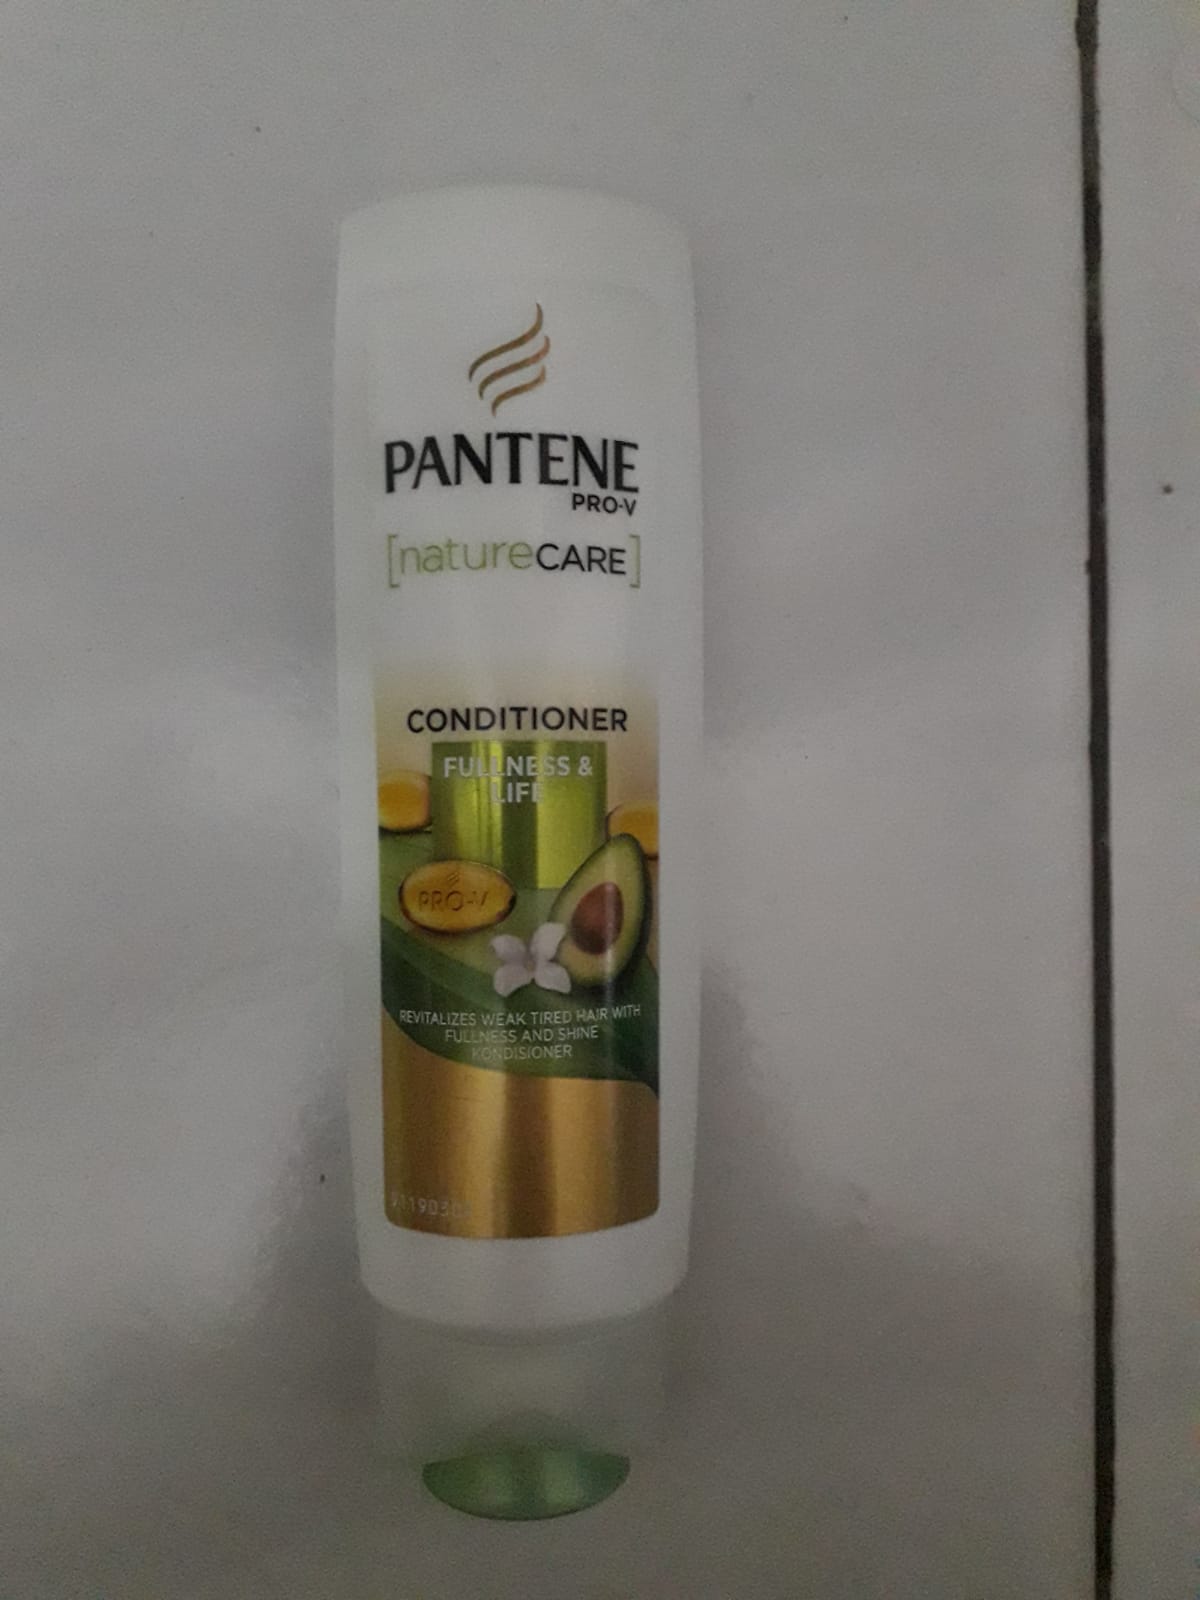 PANTENE
PRO-V
[natureCARE]
CONDITIONER
FULLNESS &
LIFE
PRO-V
REVITALIZES WEAK TIRED HAIR WITH
FULLNESS AND SHINE
KONDISIONER